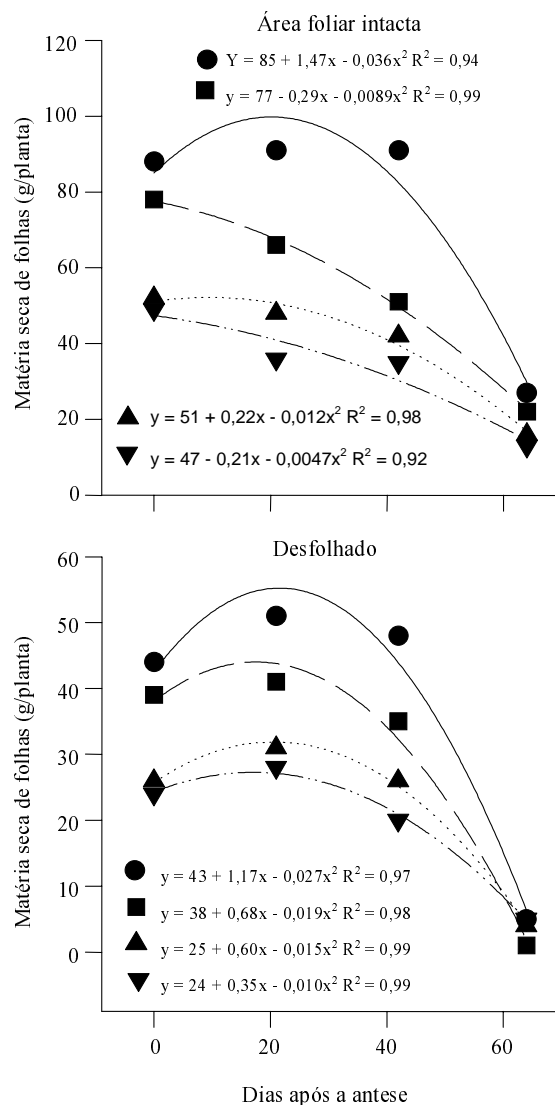 Área foliar intacta
120
100
80
60
40
20
0
Matéria seca de folhas (g/planta)
Y = 85 + 1,47x - 0,036x² R² = 0,94
y = 77 - 0,29x - 0,0089x² R² = 0,99
y = 51 + 0,22x - 0,012x² R² = 0,98
y = 47 - 0,21x - 0,0047x² R² = 0,92
Desfolhado
60
50
40
30
20
10
0
Matéria seca de folhas (g/planta)
y = 43 + 1,17x - 0,027x² R² = 0,97
y = 38 + 0,68x - 0,019x² R² = 0,98
y = 25 + 0,60x - 0,015x² R² = 0,99
y = 24 + 0,35x - 0,010x² R² = 0,99
0 20 40 60
Dias após a antese